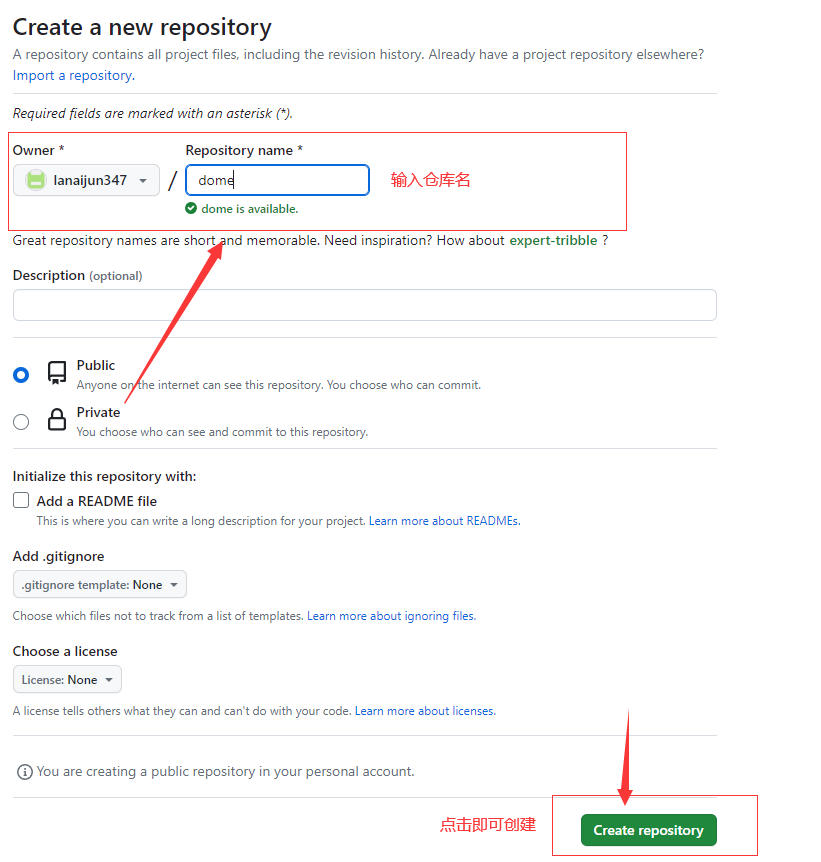 Create a new repository
A repository contains all project files, including the revision history. Already have a project repository elsewhere?
Import a repository.
Required fields are marked with an asterisk (*).
Owner * Repository name *
lanaijun347 / dome 输入仓库名
dome is available.
Great repository names are short and memorable. Need inspiration? How about expert-tribble ?
Description (optional)
Public
Anyone on the internet can see this repository. You choose who can commit.
Private
You choose who can see and commit to this repository.
Initialize this repository with:
Add a README file
This is where you can write a long description for your project. Learn more about READMEs.
Add .gitignore
.gitignore template: None
Choose which files not to track from a list of templates. Learn more about ignoring files.
Choose a license
License: None
A license tells others what they can and can't do with your code. Learn more about licenses.
You are creating a public repository in your personal account.
点击即可创建 Create repository